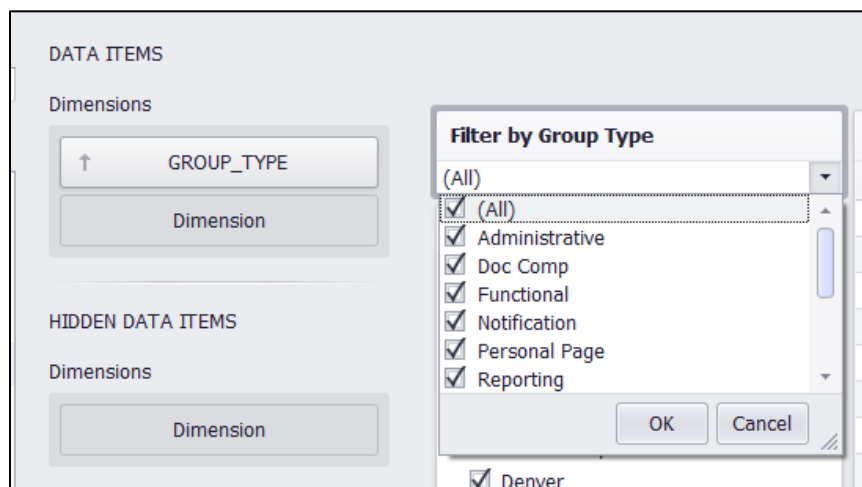 DATA ITEMS
Dimensions
GROUP_TYPE
Dimension
HIDDEN DATA ITEMS
Dimensions
Dimension
Filter by Group Type
(All)
(All)
Administrative
Doc Comp
Functional
Notification
Personal Page
Reporting
OK Cancel
Denver